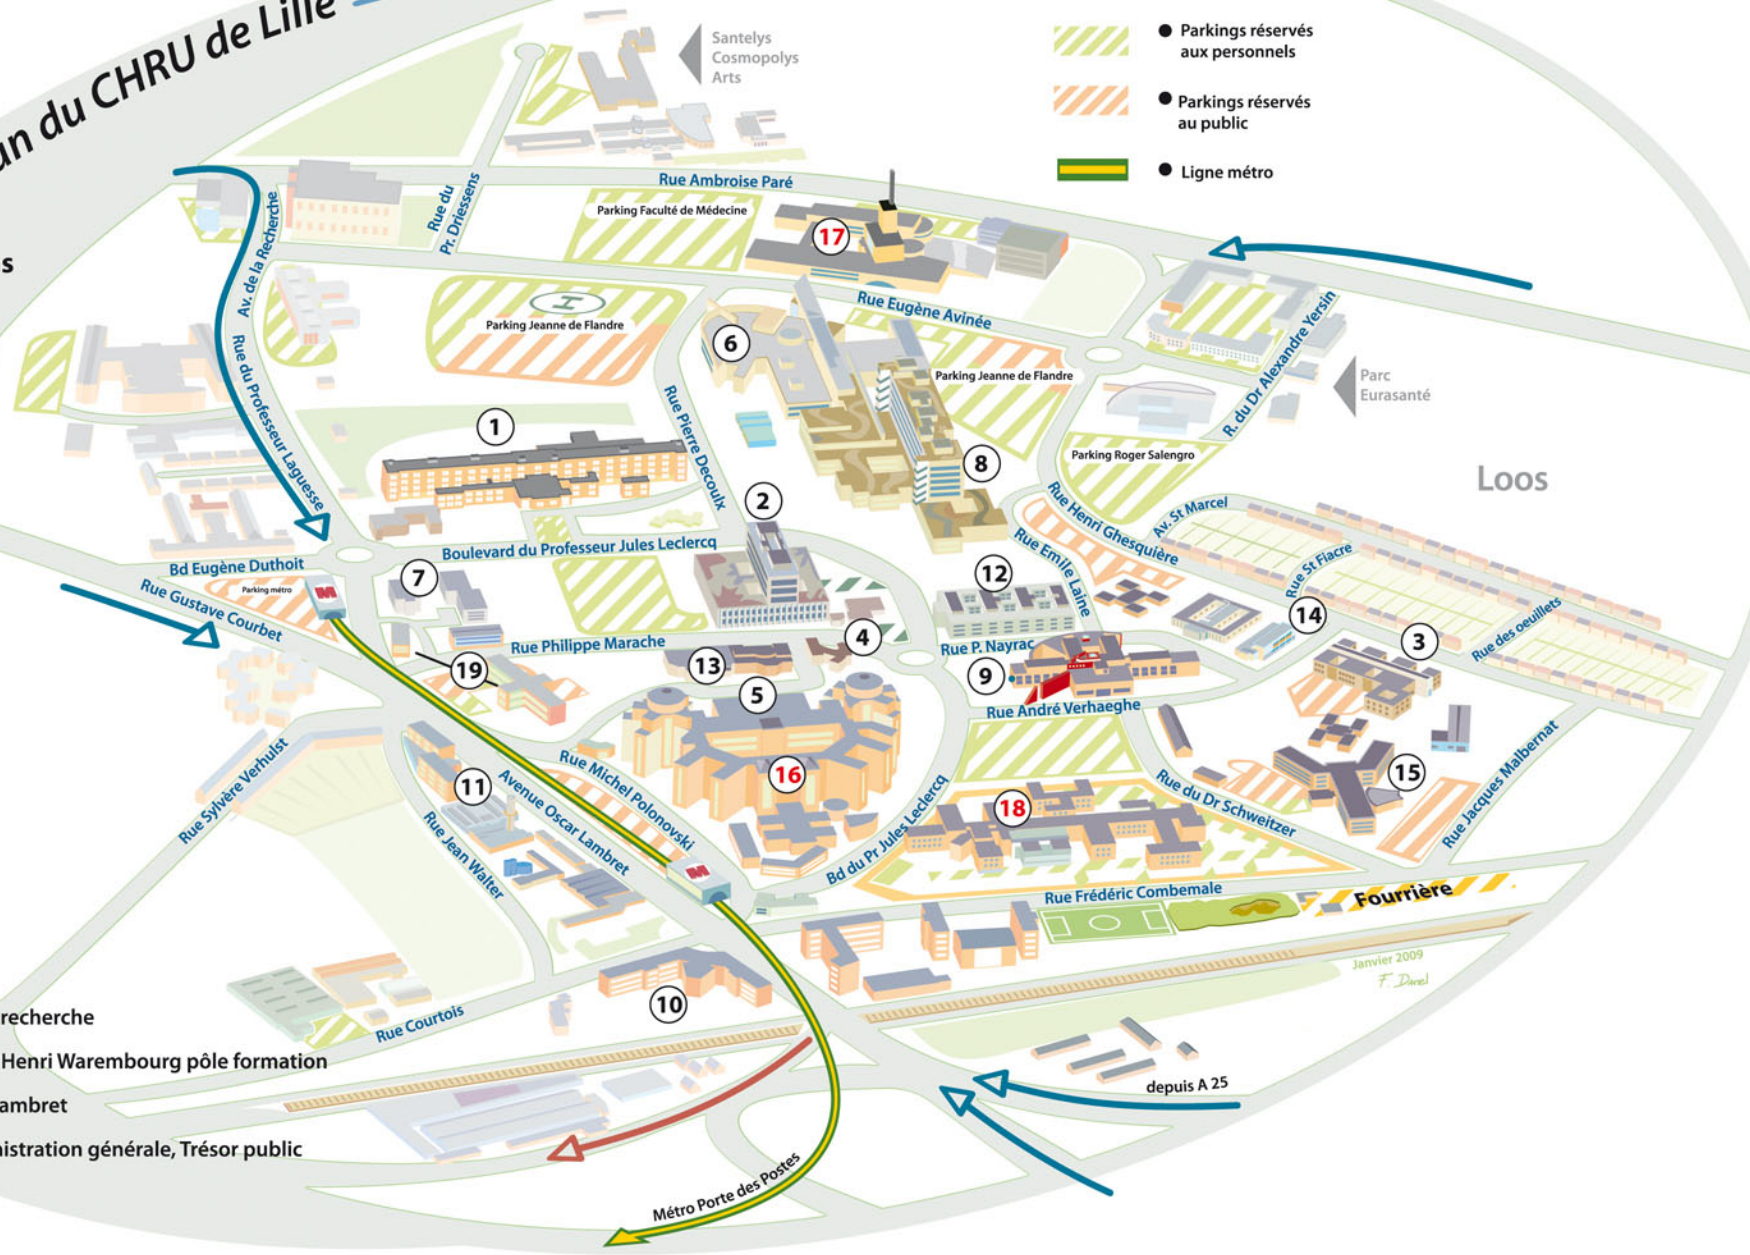 an du CHRU de Lille
Santelys
Cosmopolys
Arts
Parkings réservés
aux personnels
Parkings réservés
au public
Ligne métro
s
Rue Ambroise Paré
Rue du
Pr. Driessens
Parking Faculté de Médecine
17
Av. de la Recherche
Rue Eugène Avinée
Parking Jeanne de Flandre
6
R. du Dr Alexandre Yersin
Parc
Eurasanté
Parking Jeanne de Flandre
Rue du Professeur Laguesse
1
Rue Pierre Decoulx
8
Parking Roger Salengro
Loos
2
Rue Henri Ghesquière
Av. St Marcel
Boulevard du Professeur Jules Leclercq
Rue Emile Laine
Rue St Fiacre
Bd Eugène Duthoit
Parking métro
M
Rue Gustave Courbet
7
12
14
3
Rue des oeuillets
Rue Philippe Marache
4
Rue P. Nayrac
19
13
9
5
Rue André Verhaeghe
Rue Sylvère Verhulst
11
Avenue Oscar Lambret
Rue Michel Polonovski
16
15
Rue du Dr Schweitzer
Rue Jacques Malbernat
18
Rue Jean Walter
Bd du Pr Jules Leclercq
M
Rue Frédéric Combemale
Fourrière
Janvier 2009
F. Danel
10
Rue Courtois
recherche
Henri Warembourg pôle formation
depuis A 25
ambret
nistration générale, Trésor public
Métro Porte des Postes